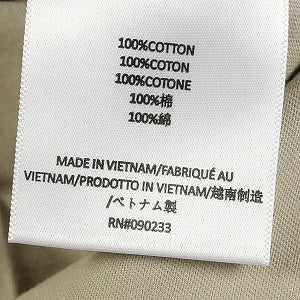 100%COTTON
100%COTON
100%COTONE
100%棉
100%綿
MADE IN VIETNAM/FABRIQUÉ AU
VIETNAM/PRODOTTO IN VIETNAM/越南制造
/ベトナム製
RN#090233